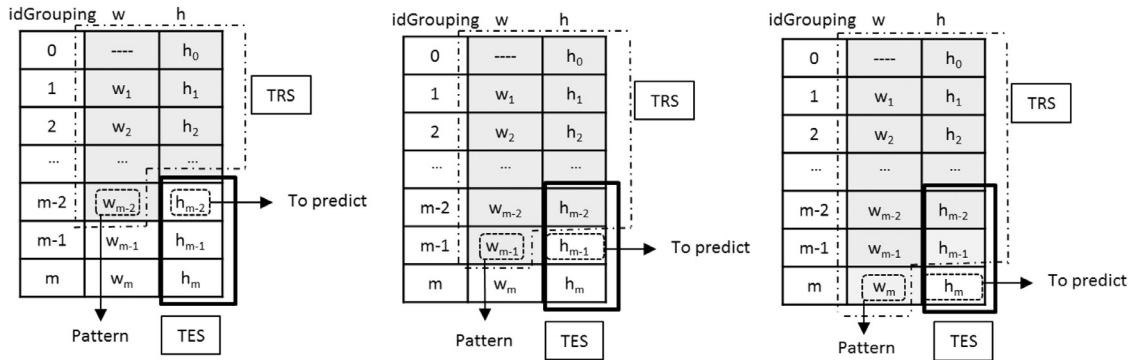 idGrouping w h
0 ---- h0
1 w1 h1
2 w2 h2
... ... ...
m-2 wm-2 hm-2
m-1 wm-1 hm-1
m wm hm
TRS
To predict
Pattern
TES
idGrouping w h
0 ---- h0
1 w1 h1
2 w2 h2
... ... ...
m-2 wm-2 hm-2
m-1 wm-1 hm-1
m wm hm
TRS
To predict
Pattern
TES
idGrouping w h
0 ---- h0
1 w1 h1
2 w2 h2
... ... ...
m-2 wm-2 hm-2
m-1 wm-1 hm-1
m wm hm
TRS
To predict
Pattern
TES